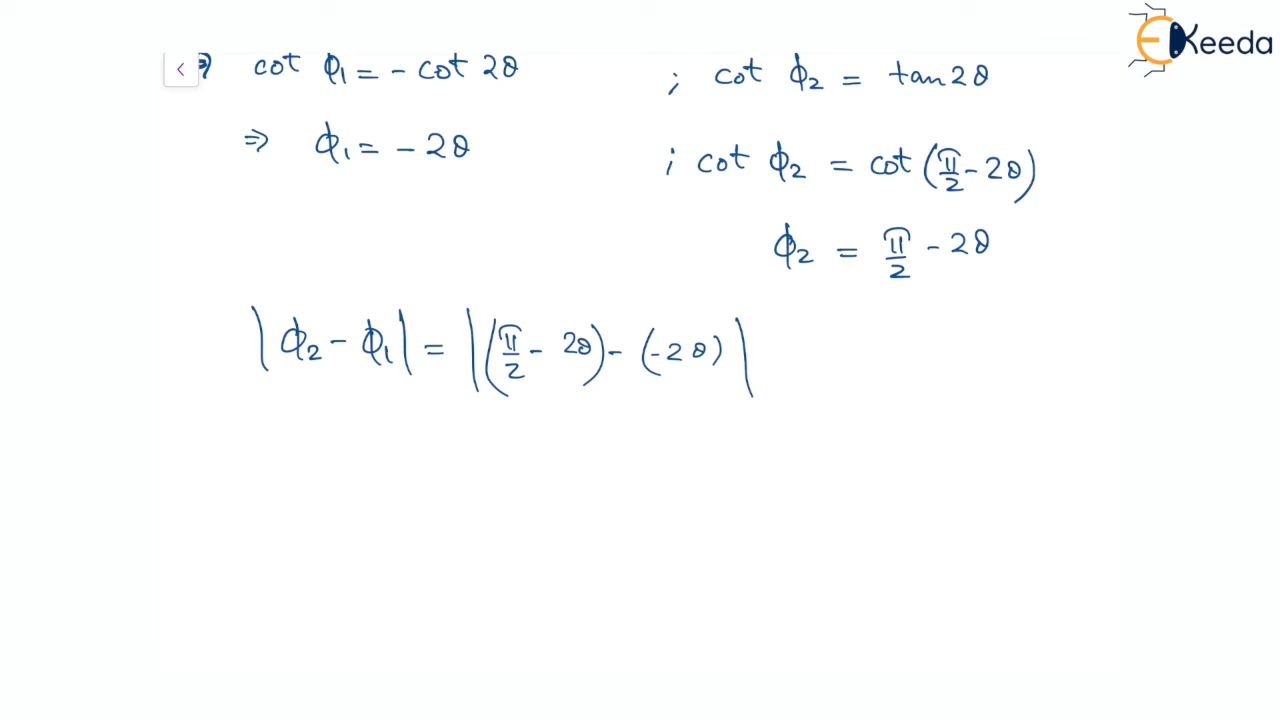 EKeeda
⇒ cot ϕ₁ = - cot 2θ ; cot ϕ₂ = tan 2θ
⇒ ϕ₁ = - 2θ ; cot ϕ₂ = cot (π/2 - 2θ)
ϕ₂ = π/2 - 2θ
|ϕ₂ - ϕ₁| = |(π/2 - 2θ) - (-2θ)|